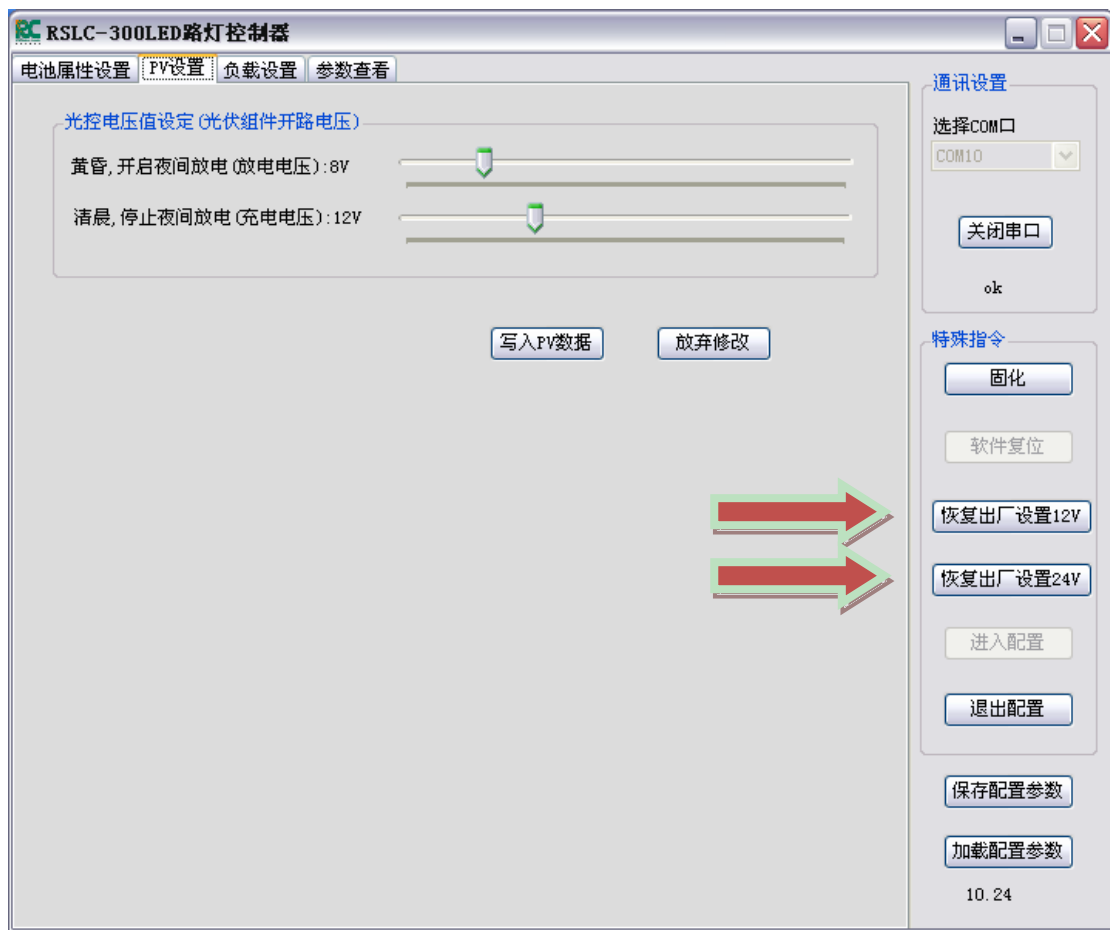 RSLC-300LED路灯控制器
电池属性设置 PV设置 负载设置 参数查看
光控电压值设定(光伏组件开路电压)
黄昏,开启夜间放电(放电电压):8V
清晨,停止夜间放电(充电电压):12V
写入PV数据 放弃修改
通讯设置
选择COM口
COM10
关闭串口
ok
特殊指令
固化
软件复位
恢复出厂设置12V
恢复出厂设置24V
进入配置
退出配置
保存配置参数
加载配置参数
10.24